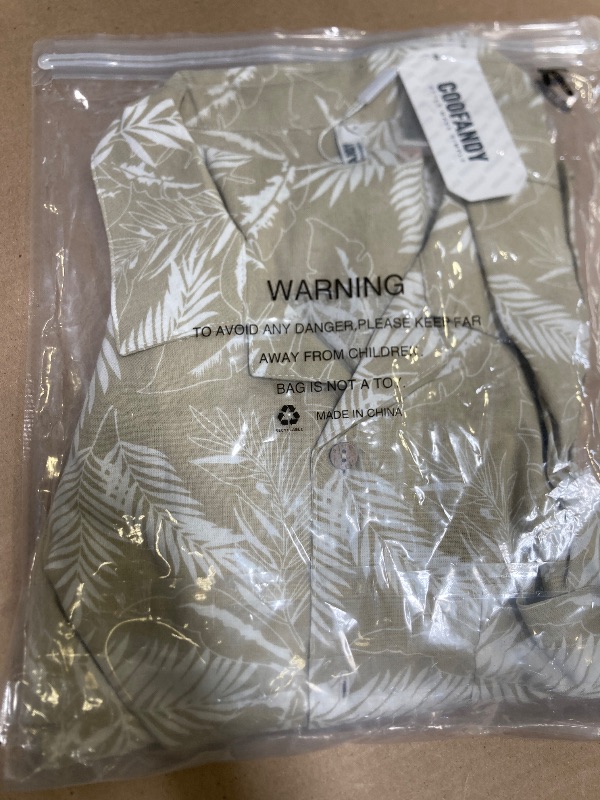 COOFANDY
WARNING
TO AVOID ANY DANGER,PLEASE KEEP FAR
AWAY FROM CHILDREN.
BAG IS NOT A TOY.
MADE IN CHINA